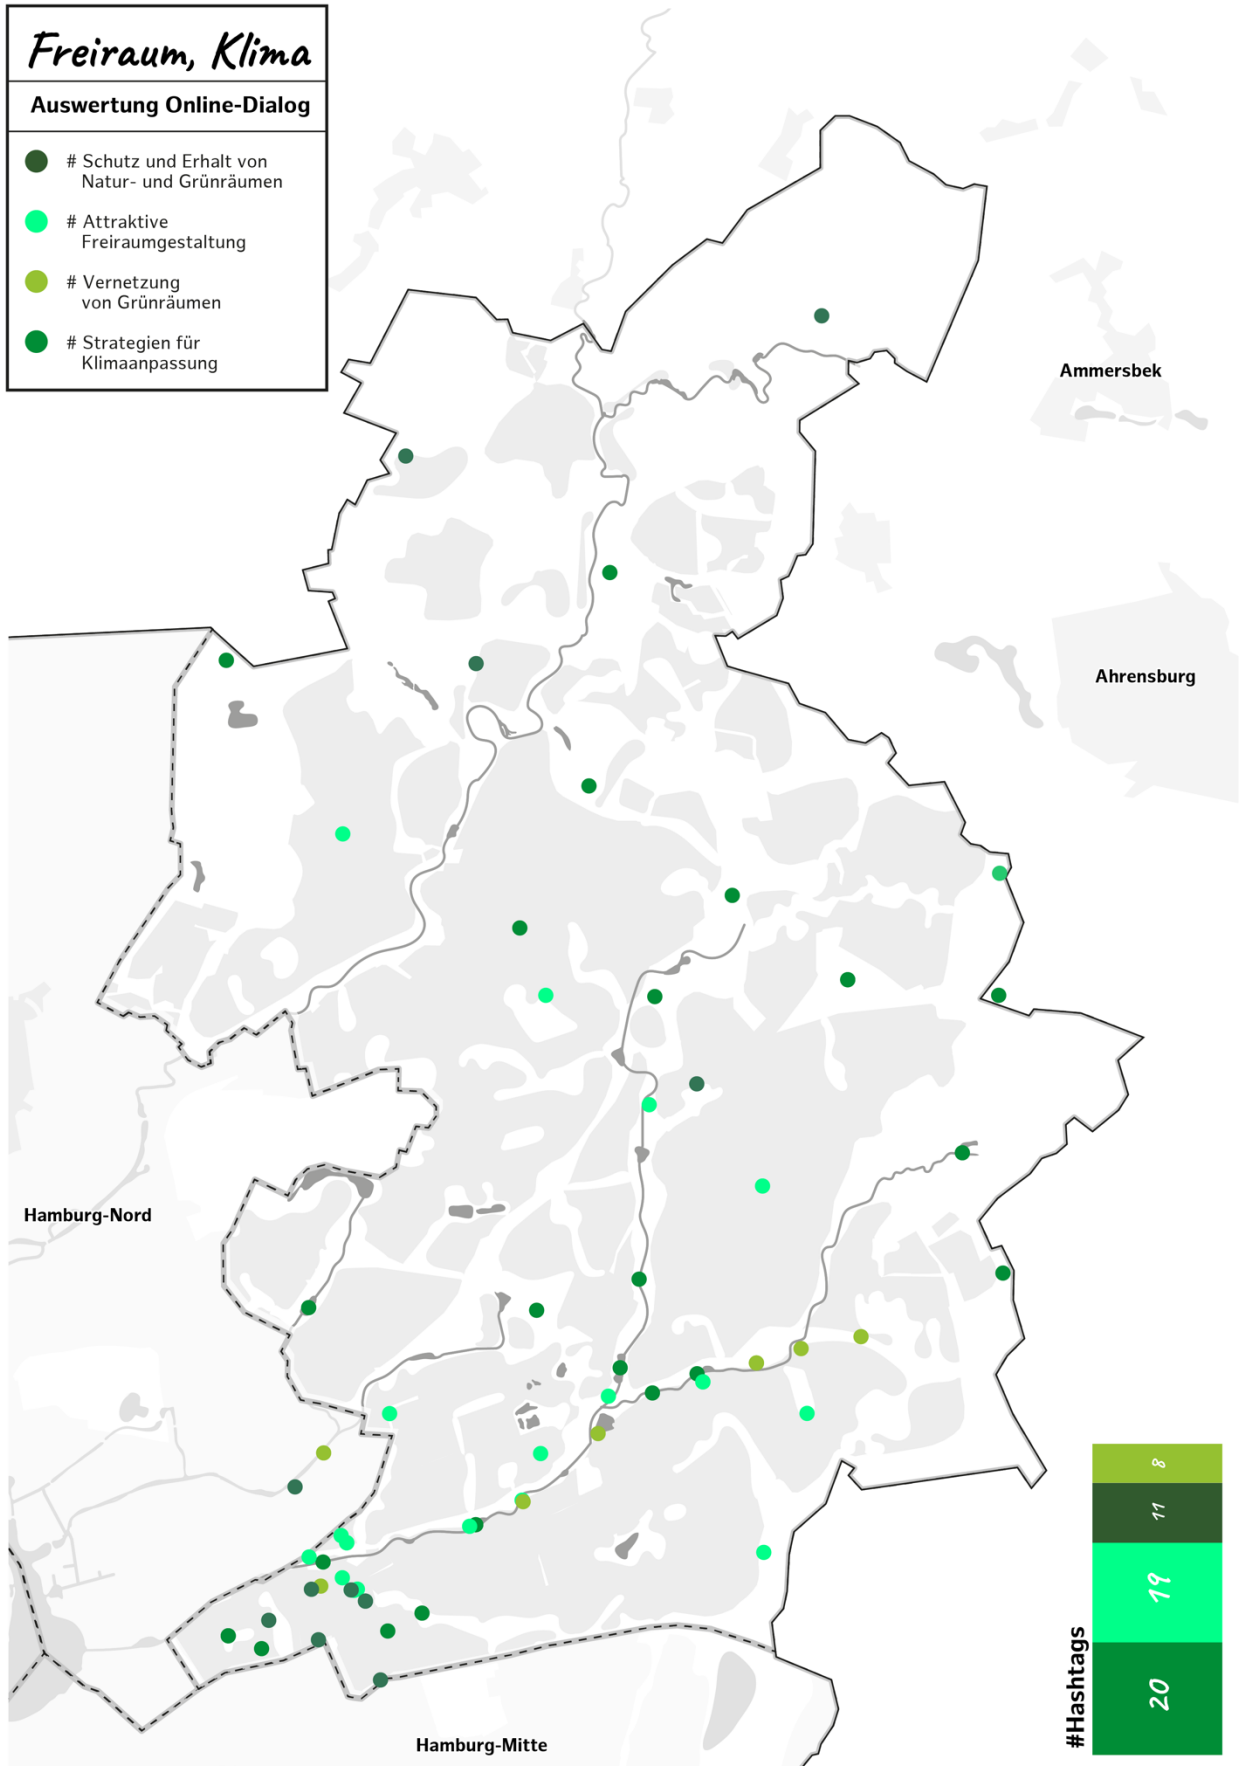 Freiraum, Klima
Auswertung Online-Dialog
# Schutz und Erhalt von
Natur- und Grünräumen
# Attraktive
Freiraumgestaltung
# Vernetzung
von Grünräumen
# Strategien für
Klimaanpassung
Ammersbek
Ahrensburg
Hamburg-Nord
Hamburg-Mitte
#Hashtags
8
11
19
20